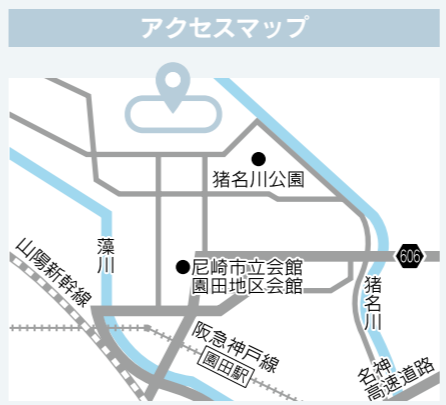 アクセスマップ
猪名川公園
山陽新幹線
藻川
尼崎市立会館
園田地区会館
606
猪名川
阪急神戸線
園田駅
名神
高速道路